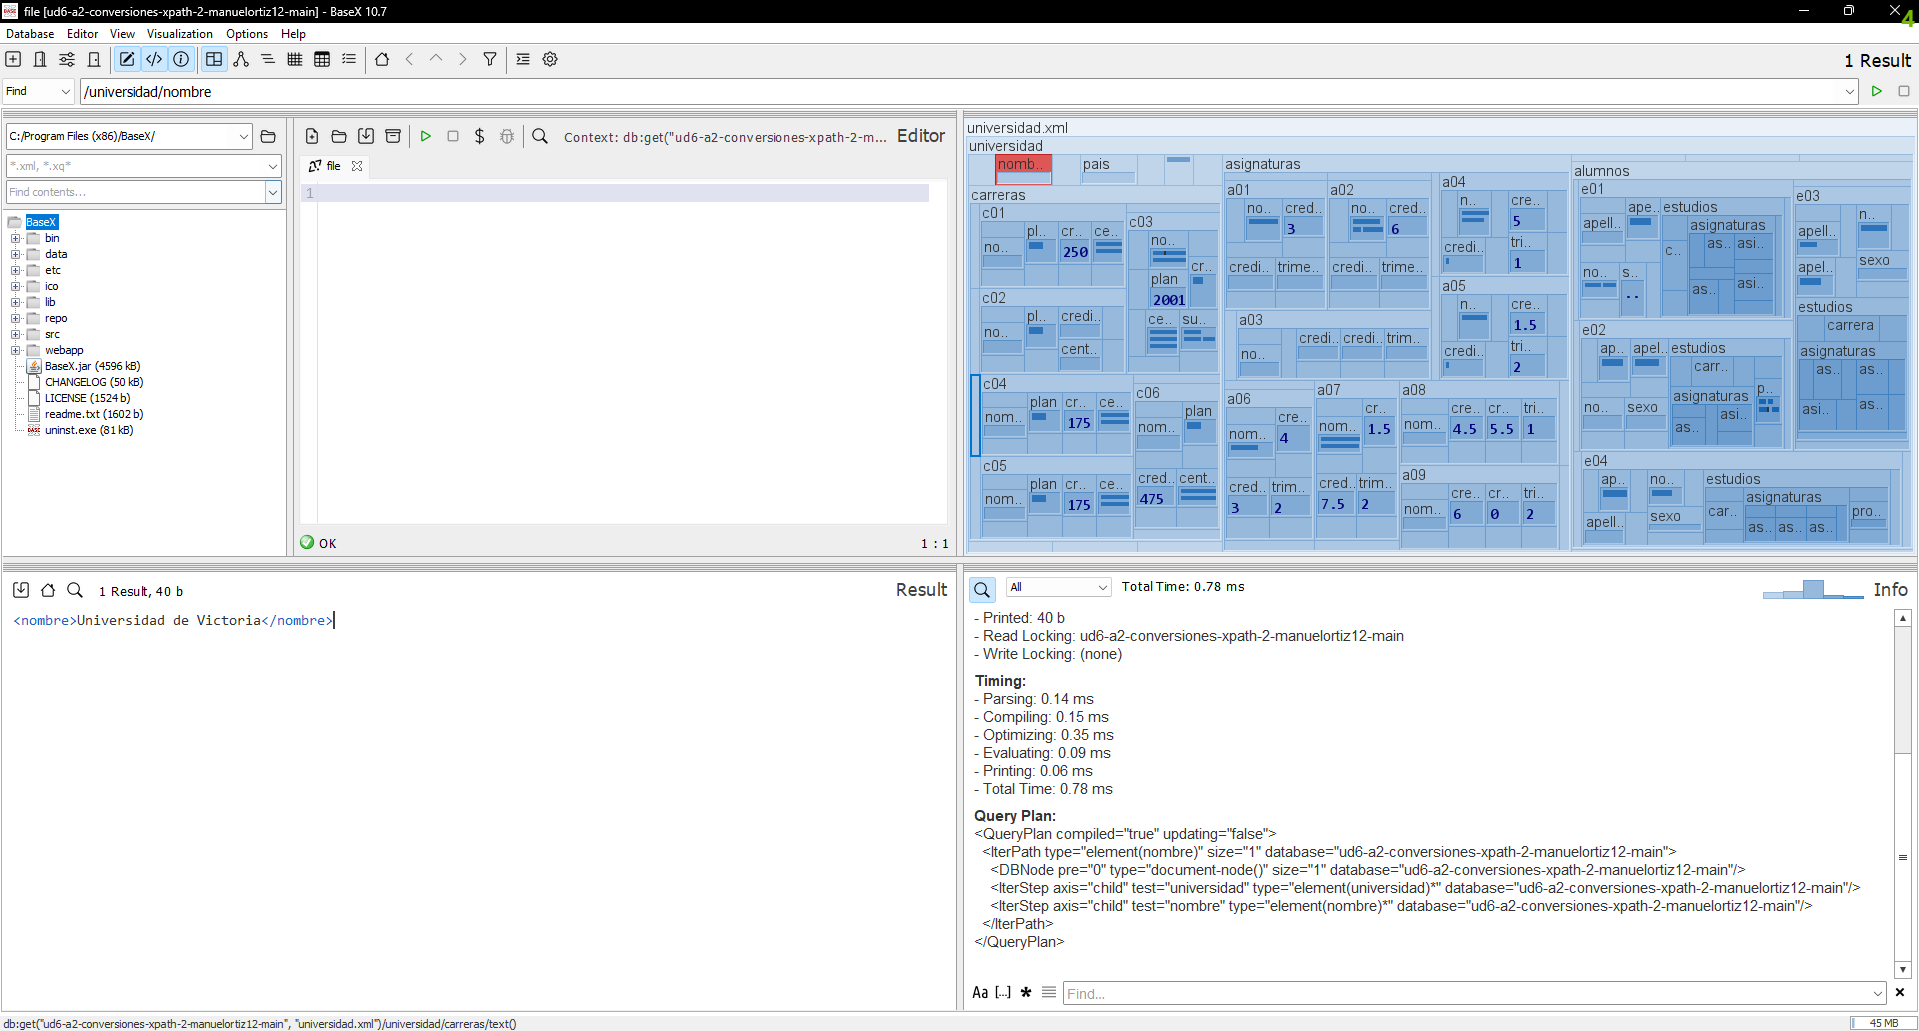 file [ud6-a2-conversiones-xpath-2-manuelortiz12-main] - BaseX 10.7
4
Database Editor View Visualization Options Help
1 Result
Find /universidad/nombre
C:/Program Files (x86)/BaseX/
*.xml, *.xq*
Find contents...
BaseX
bin
data
etc
ico
lib
repo
src
webapp
BaseX.jar (4596 kB)
CHANGELOG (50 kB)
LICENSE (1524 b)
readme.txt (1602 b)
uninst.exe (81 kB)
Context: db:get("ud6-a2-conversiones-xpath-2-m... Editor
file
1
OK 1 : 1
universidad.xml
universidad
nomb.. pais
carreras
c01
no.. pl.. cr.. 250 ce..
c02
no.. pl.. credi.. cent..
c03
no.. plan 2001 cr.. ce.. su..
c04
nom.. plan cr.. 175 ce..
c05
nom.. plan cr.. 175 ce..
c06
nom.. plan cred.. 475 cent..
asignaturas
a01
no.. cred.. 3 credi.. trime..
a02
no.. cred.. 6 credi.. trime..
a03
no.. credi.. credi.. trim..
a04
n.. cre.. 5 credi.. tri.. 1
a05
n.. cre.. 1.5 credi.. tri.. 2
a06
nom.. cre.. 4 cred.. 3 trim.. 2
a07
nom.. cr.. 1.5 cred.. 7.5 trim.. 2
a08
nom.. cre.. 4.5 cre.. 5.5 tri.. 1
a09
nom.. cre.. 6 cr.. 0 tri.. 2
alumnos
e01
apell.. ape.. no.. s.. estudios c.. asignaturas as.. asi.. as.. asi..
e02
ap.. apel.. no.. sexo estudios carr.. asignaturas as.. asi.. p..
e03
apell.. n.. apel.. sexo estudios carrera asignaturas as.. as.. asi.. as..
e04
ap.. no.. apell.. sexo estudios car.. asignaturas as.. as.. as.. pro..
1 Result, 40 b Result
<nombre>Universidad de Victoria</nombre>
All Total Time: 0.78 ms Info
- Printed: 40 b
- Read Locking: ud6-a2-conversiones-xpath-2-manuelortiz12-main
- Write Locking: (none)
Timing:
- Parsing: 0.14 ms
- Compiling: 0.15 ms
- Optimizing: 0.35 ms
- Evaluating: 0.09 ms
- Printing: 0.06 ms
- Total Time: 0.78 ms
Query Plan:
<QueryPlan compiled="true" updating="false">
<IterPath type="element(nombre)" size="1" database="ud6-a2-conversiones-xpath-2-manuelortiz12-main">
<DBNode pre="0" type="document-node()" size="1" database="ud6-a2-conversiones-xpath-2-manuelortiz12-main"/>
<IterStep axis="child" test="universidad" type="element(universidad)*" database="ud6-a2-conversiones-xpath-2-manuelortiz12-main"/>
<IterStep axis="child" test="nombre" type="element(nombre)*" database="ud6-a2-conversiones-xpath-2-manuelortiz12-main"/>
</IterPath>
</QueryPlan>
Aa [...] * Find...
db:get("ud6-a2-conversiones-xpath-2-manuelortiz12-main", "universidad.xml")/universidad/carreras/text()
45 MB